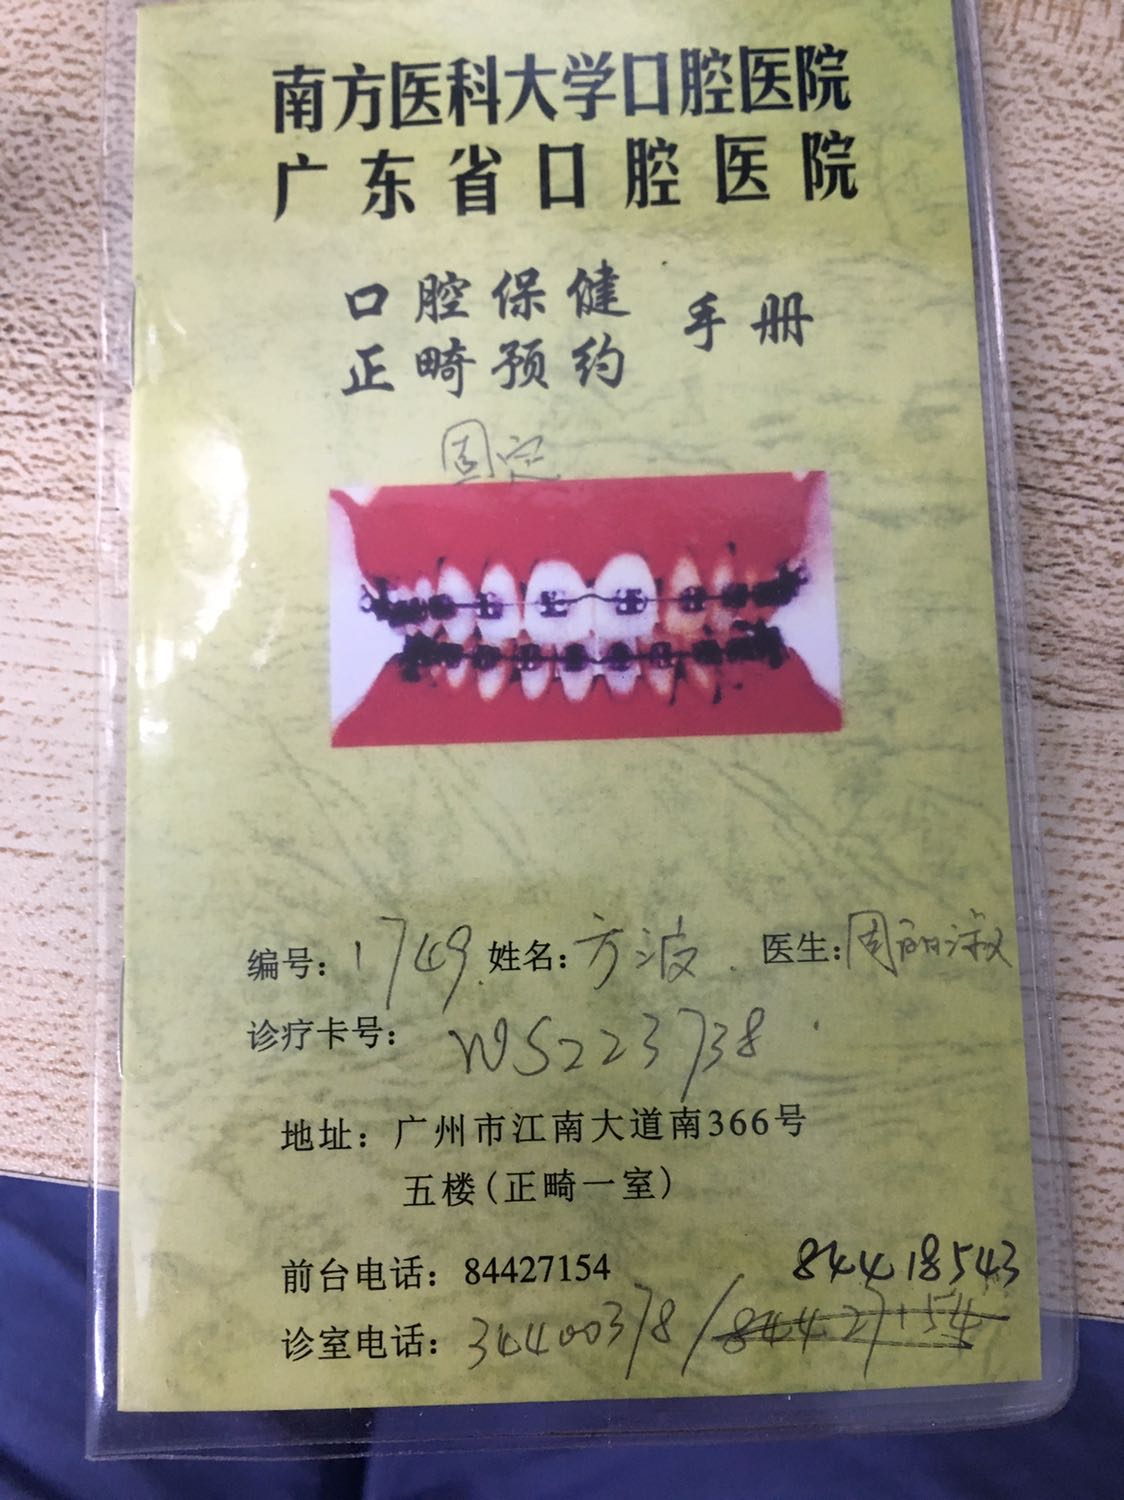 南方医科大学口腔医院
广东省口腔医院
口腔保健 手册
正畸预约
固定
编号: 1749 姓名: 方波 医生: 周丽淑
诊疗卡号: WS223738
地址: 广州市江南大道南366号
五楼(正畸一室)
前台电话: 84427154 84418543
诊室电话: 34400378/84427154